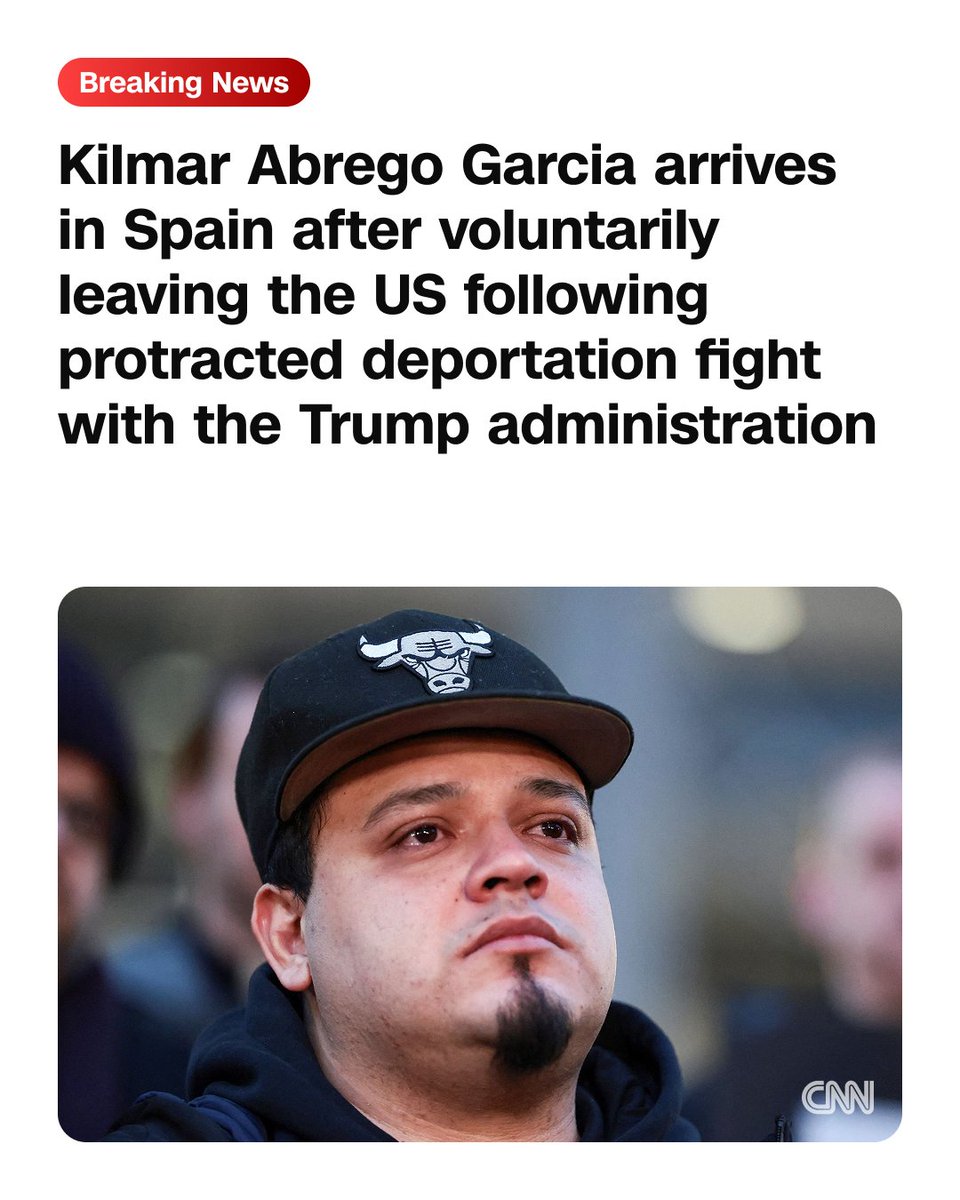 Breaking News
Kilmar Abrego Garcia arrives
in Spain after voluntarily
leaving the US following
protracted deportation fight
with the Trump administration
CNN